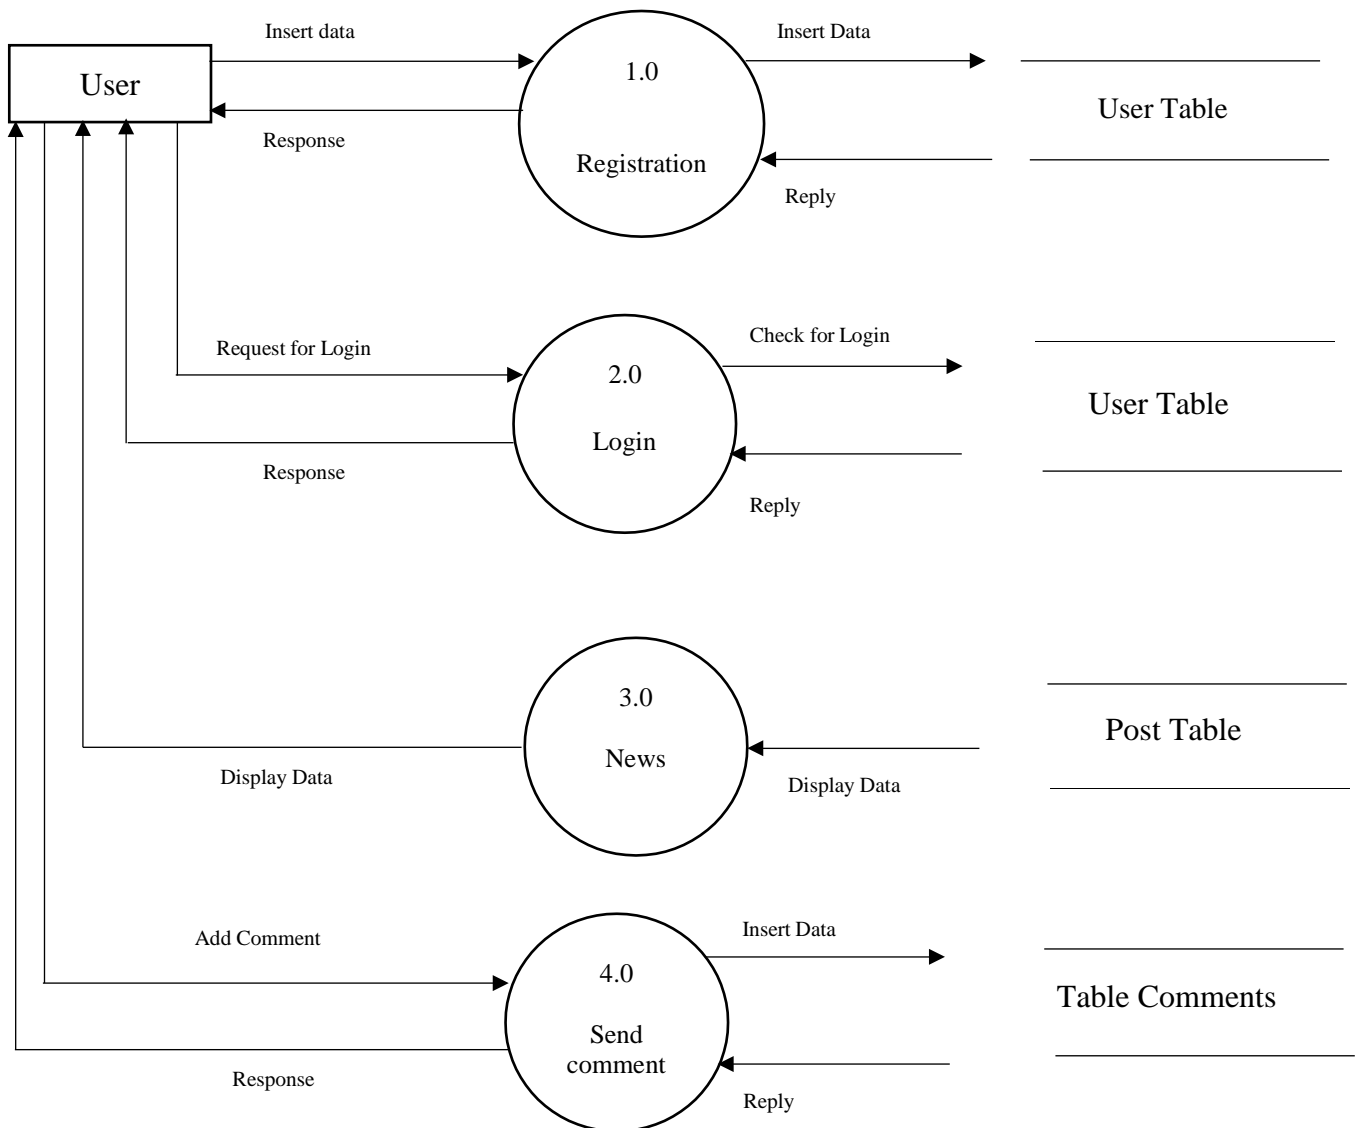 Insert data
Insert Data
User
1.0
Registration
User Table
Response
Reply
Request for Login
Check for Login
2.0
Login
User Table
Response
Reply
3.0
News
Post Table
Display Data
Display Data
Add Comment
Insert Data
4.0
Send
comment
Table Comments
Response
Reply